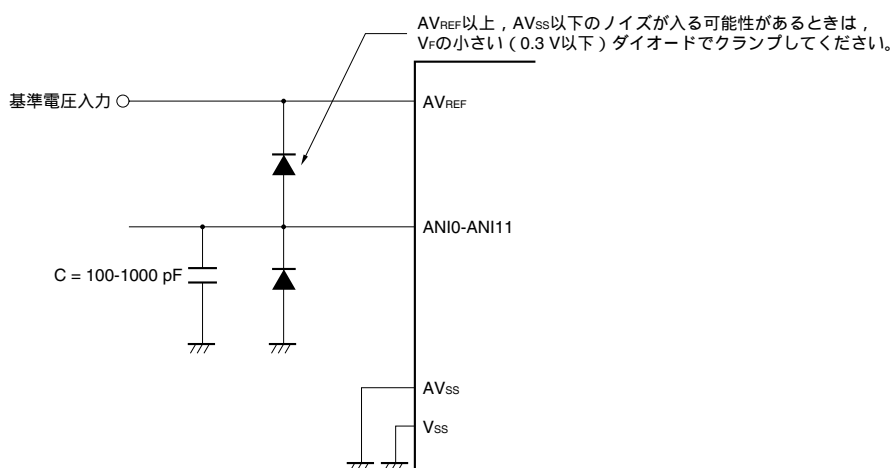 AVREF以上，AVSS以下のノイズが入る可能性があるときは，
VFの小さい（0.3 V以下）ダイオードでクランプしてください。
基準電圧入力
AVREF
ANI0-ANI11
C = 100-1000 pF
AVSS
VSS